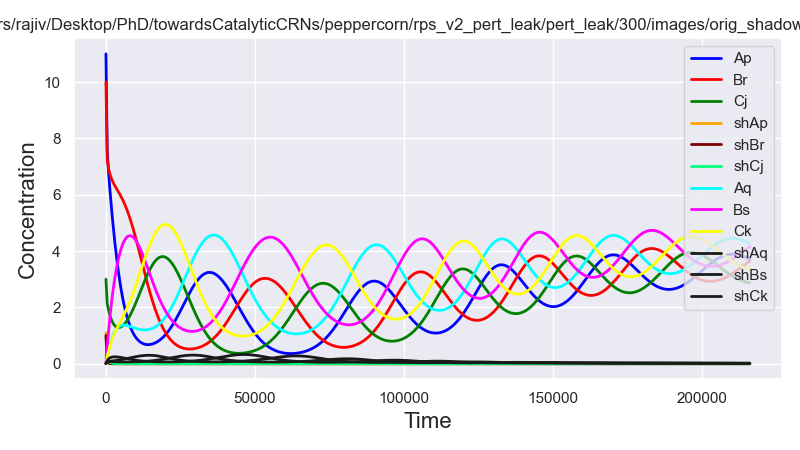 rs/rajiv/Desktop/PhD/towardsCatalyticCRNs/peppercorn/rps_v2_pert_leak/pert_leak/300/images/orig_shadow
Concentration
10
8
6
4
2
0
0 50000 100000 150000 200000
Time
Ap
Br
Cj
shAp
shBr
shCj
Aq
Bs
Ck
shAq
shBs
shCk